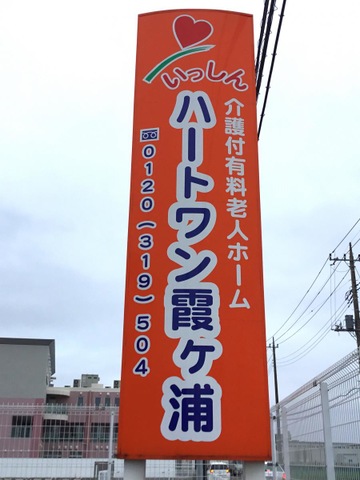 いっしん
介護付有料老人ホーム
ハートワン霞ヶ浦
0120(319)504